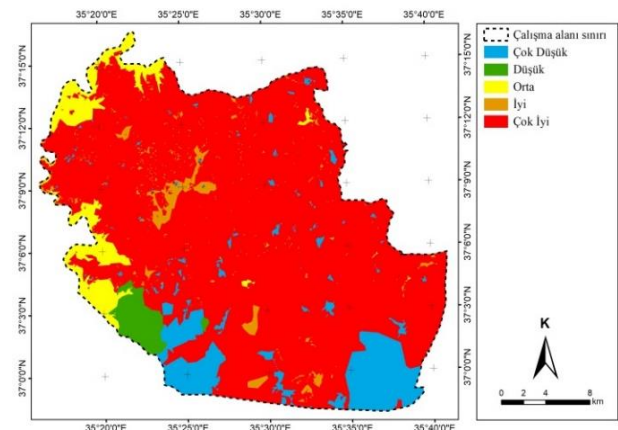 35°20'0"E 35°25'0"E 35°30'0"E 35°35'0"E 35°40'0"E
37°15'0"N
37°12'0"N
37°9'0"N
37°6'0"N
37°3'0"N
37°0'0"N
37°15'0"N
37°12'0"N
37°9'0"N
37°6'0"N
37°3'0"N
37°0'0"N
35°20'0"E 35°25'0"E 35°30'0"E 35°35'0"E 35°40'0"E
Çalışma alanı sınırı
Çok Düşük
Düşük
Orta
İyi
Çok İyi
K
0 2 4 8
km